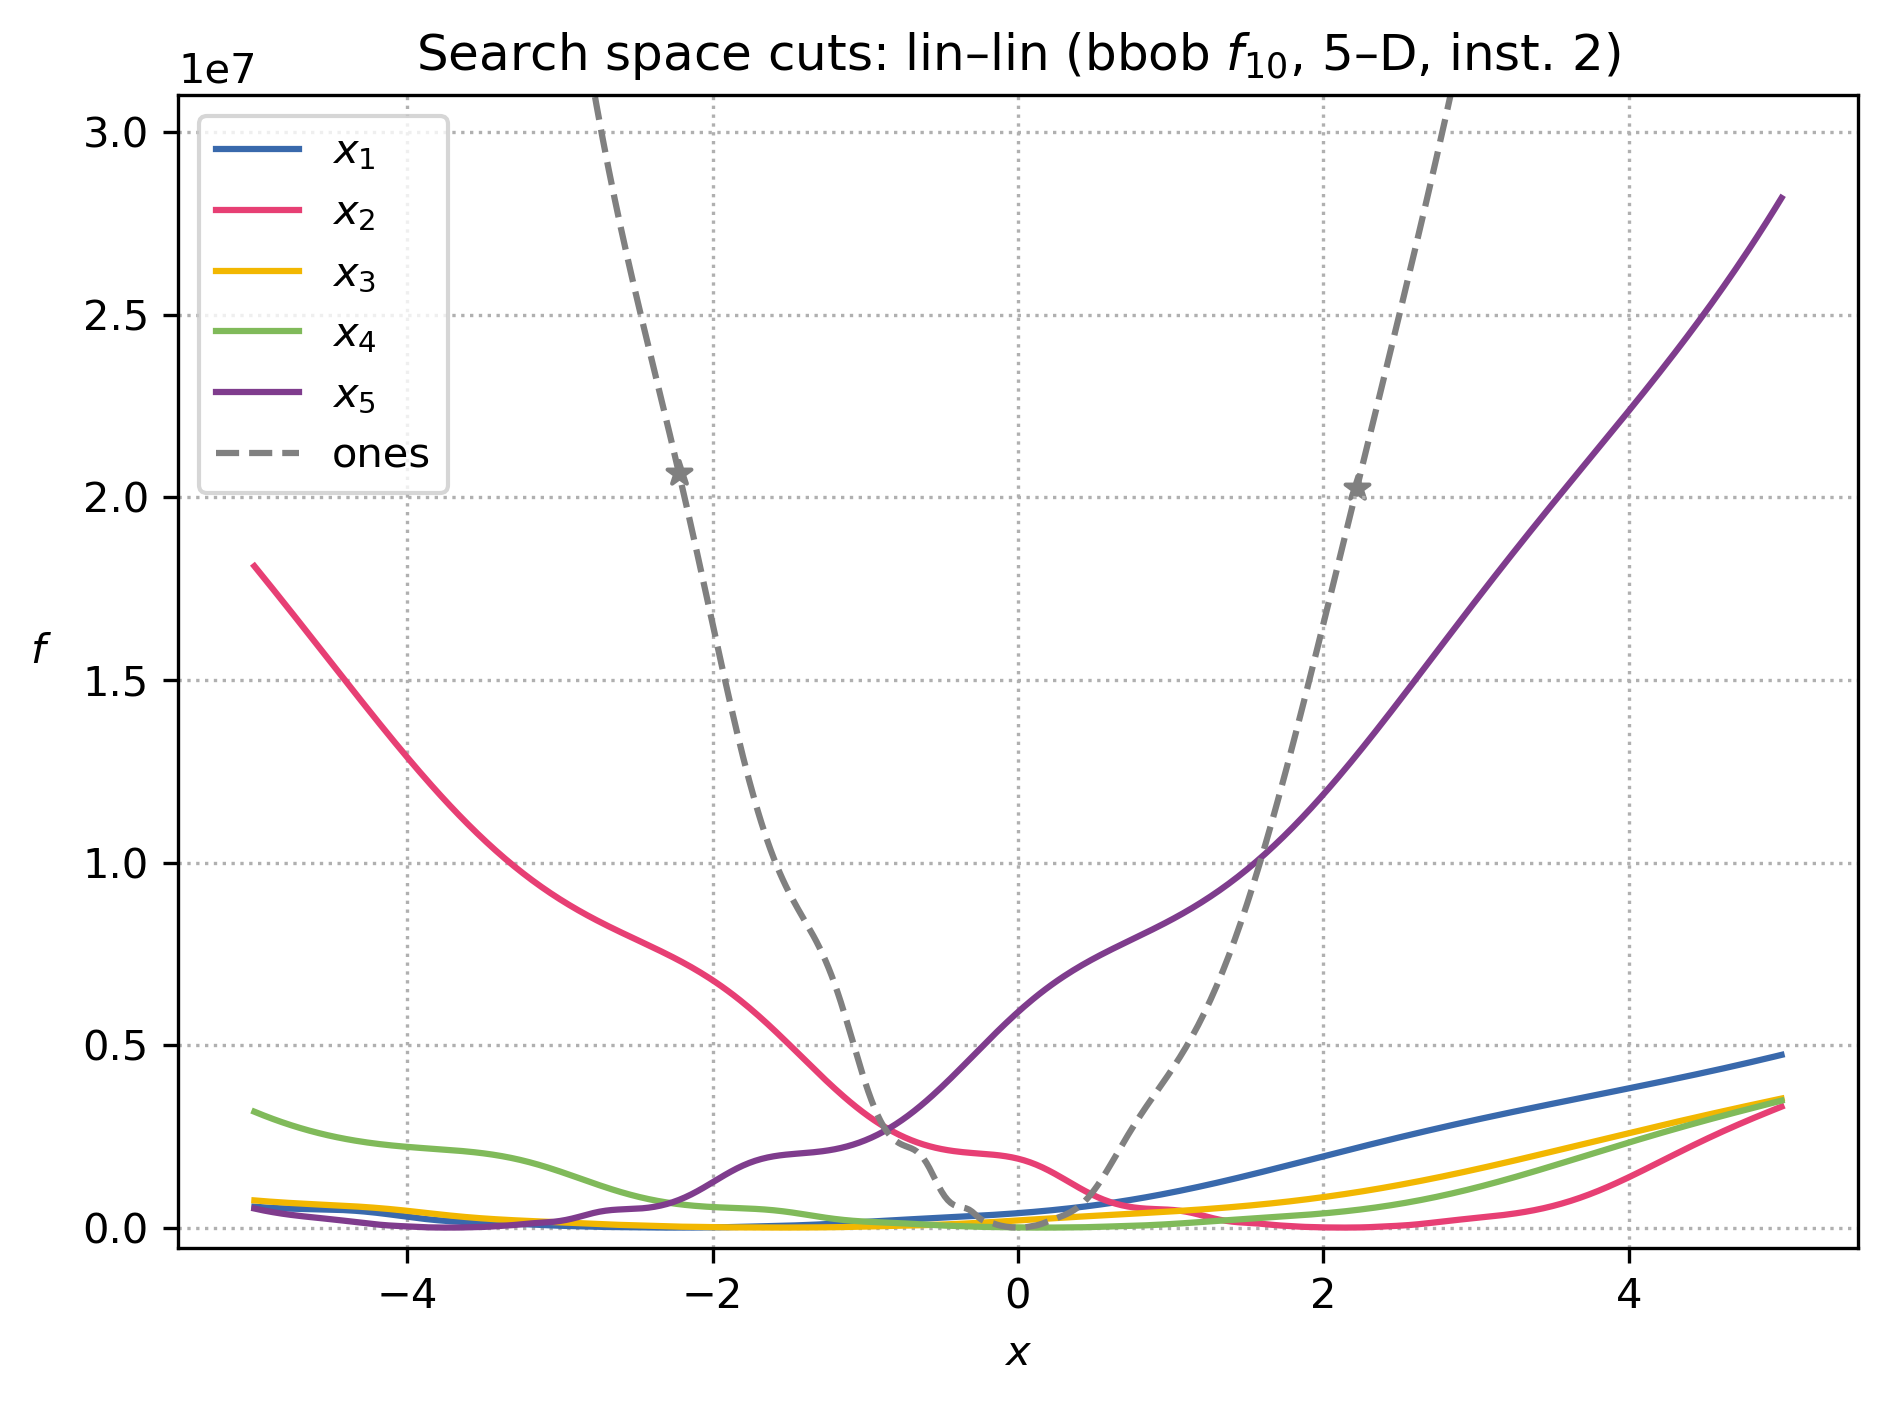 Search space cuts: lin–lin (bbob f₁₀, 5–D, inst. 2)
1e7
3.0
2.5
2.0
1.5
1.0
0.5
0.0
f
x₁
x₂
x₃
x₄
x₅
ones
−4 −2 0 2 4
x